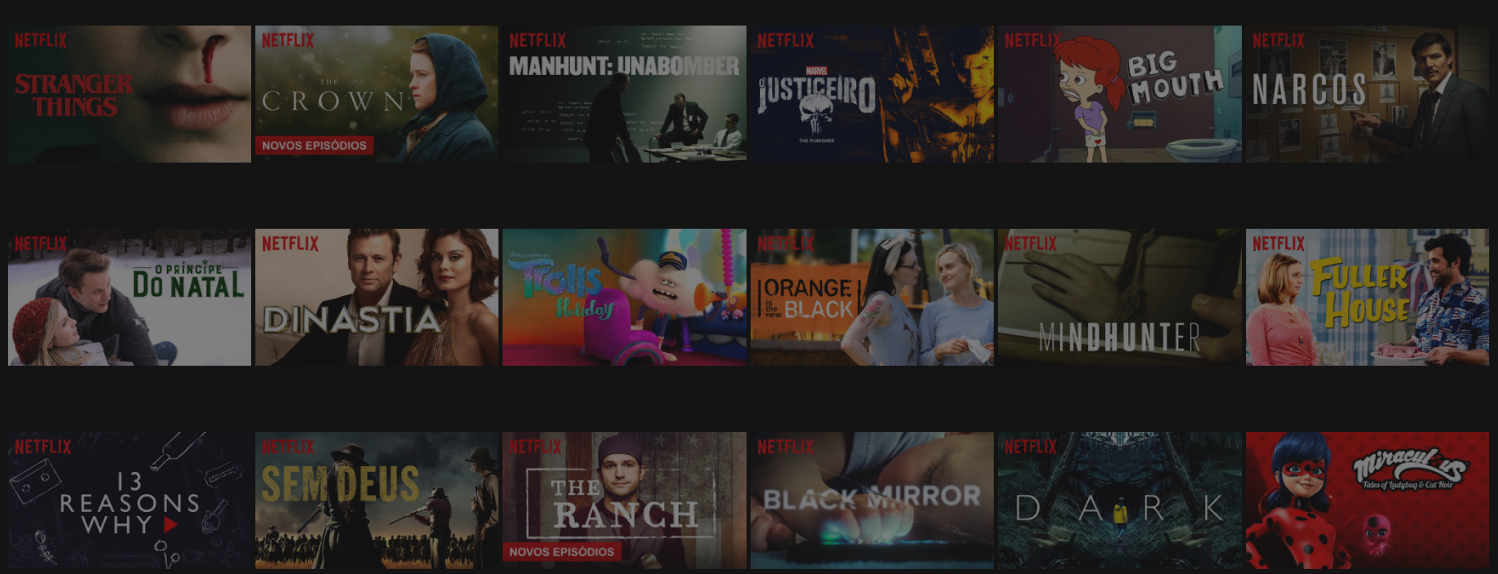 NETFLIX
STRANGER
THINGS
NETFLIX
THE
CROWN
NOVOS EPISÓDIOS
NETFLIX
MANHUNT: UNABOMBER
NETFLIX
MARVEL
O JUSTICEIRO
THE PUNISHER
NETFLIX
BIG
MOUTH
NETFLIX
NARCOS
NETFLIX
O PRÍNCIPE
DO NATAL
NETFLIX
DINASTIA
Trolls
Holiday
NETFLIX
ORANGE
is the new
BLACK
NETFLIX
MINDHUNTER
NETFLIX
FULLER
HOUSE
NETFLIX
13
REASONS
WHY
NETFLIX
SEM DEUS
NETFLIX
THE
RANCH
NOVOS EPISÓDIOS
NETFLIX
BLACK MIRROR
NETFLIX
DARK
Miraculous
Tales of Ladybug & Cat Noir